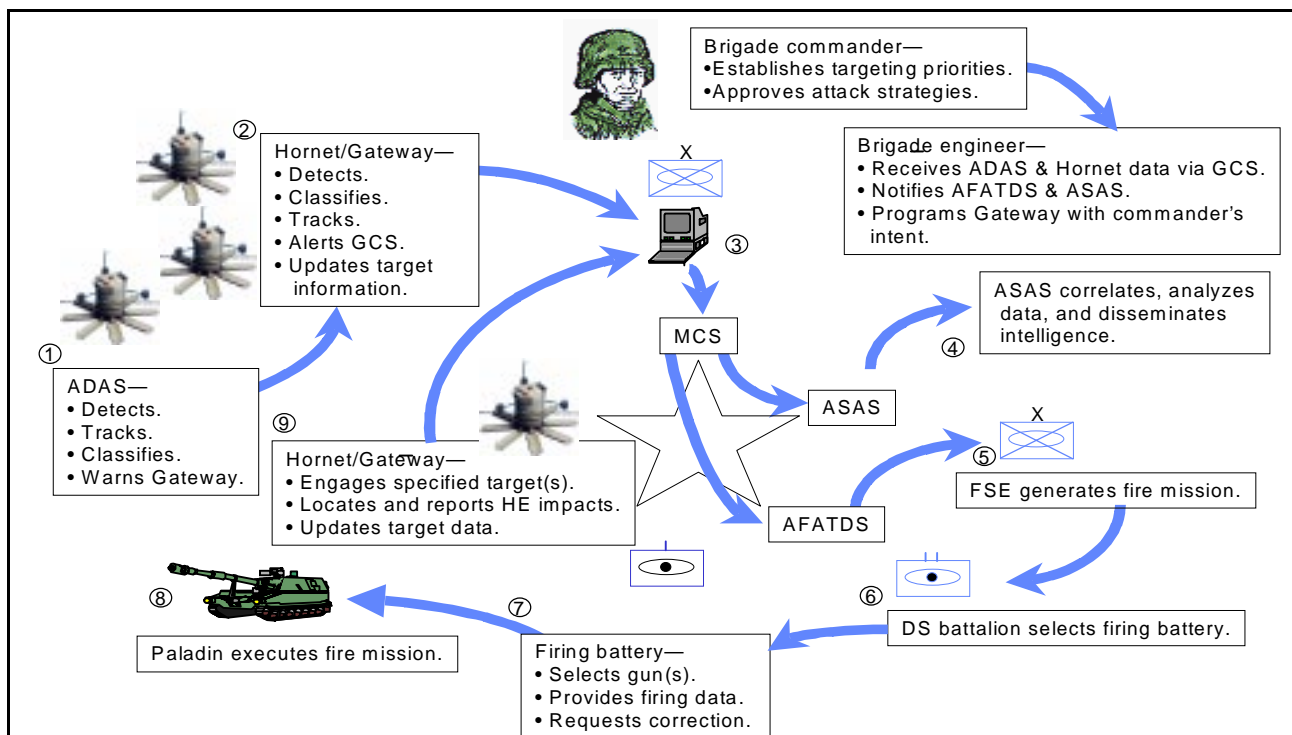 Brigade commander—
•Establishes targeting priorities.
•Approves attack strategies.
②
Hornet/Gateway—
• Detects.
• Classifies.
• Tracks.
• Alerts GCS.
• Updates target
information.
X
③
Brigade engineer—
• Receives ADAS & Hornet data via GCS.
• Notifies AFATDS & ASAS.
• Programs Gateway with commander's
intent.
①
ADAS—
• Detects.
• Tracks.
• Classifies.
• Warns Gateway.
MCS
ASAS
④
ASAS correlates, analyzes
data, and disseminates
intelligence.
⑨
Hornet/Gateway—
• Engages specified target(s).
• Locates and reports HE impacts.
• Updates target data.
AFATDS
X
⑤
FSE generates fire mission.
⑥
DS battalion selects firing battery.
⑦
Firing battery—
• Selects gun(s).
• Provides firing data.
• Requests correction.
⑧
Paladin executes fire mission.